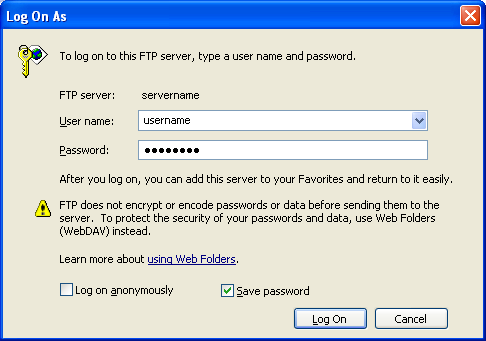 Log On As
To log on to this FTP server, type a user name and password.
FTP server: servername
User name: username
Password: ●●●●●●●●
After you log on, you can add this server to your Favorites and return to it easily.
FTP does not encrypt or encode passwords or data before sending them to the
server. To protect the security of your passwords and data, use Web Folders
(WebDAV) instead.
Learn more about using Web Folders.
Log on anonymously Save password
Log On Cancel